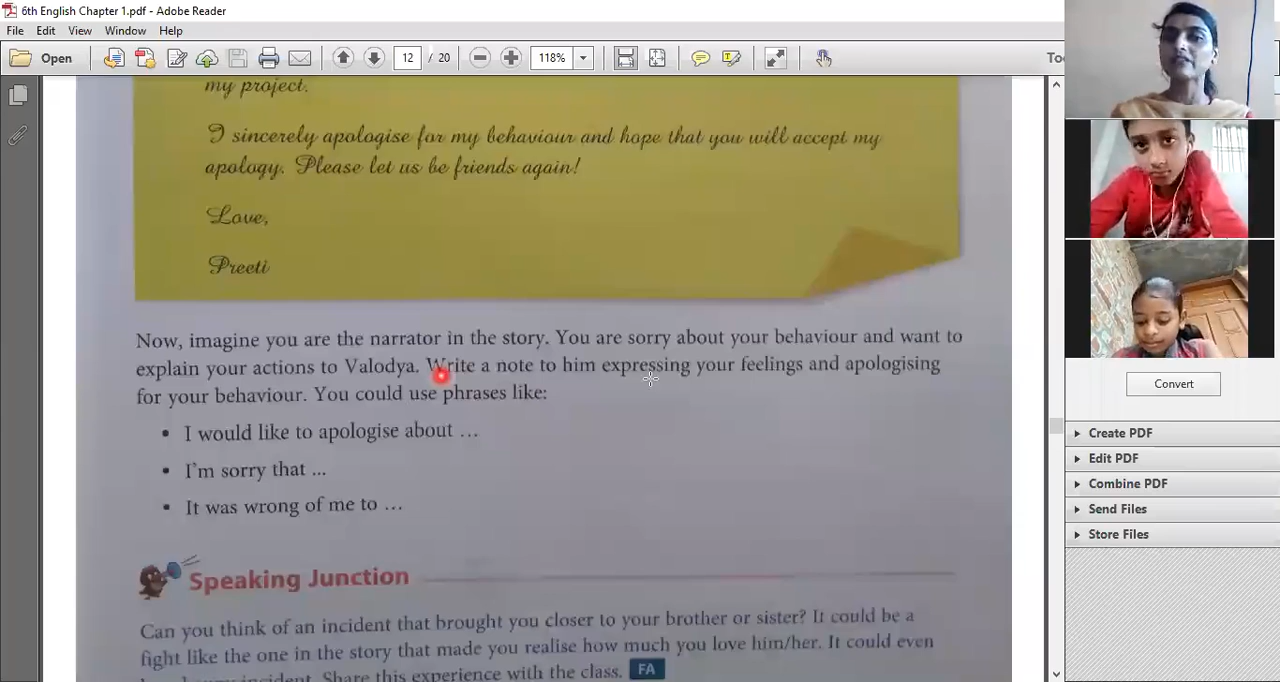 6th English Chapter 1.pdf - Adobe Reader
File Edit View Window Help
Open 12 / 20 118%
my project.
I sincerely apologise for my behaviour and hope that you will accept my
apology. Please let us be friends again!
Love,
Preeti
Now, imagine you are the narrator in the story. You are sorry about your behaviour and want to
explain your actions to Valodya. Write a note to him expressing your feelings and apologising
for your behaviour. You could use phrases like:
• I would like to apologise about ...
• I'm sorry that ...
• It was wrong of me to ...
Speaking Junction
Can you think of an incident that brought you closer to your brother or sister? It could be a
fight like the one in the story that made you realise how much you love him/her. It could even
incident. Share this experience with the class. FA
Convert
Create PDF
Edit PDF
Combine PDF
Send Files
Store Files